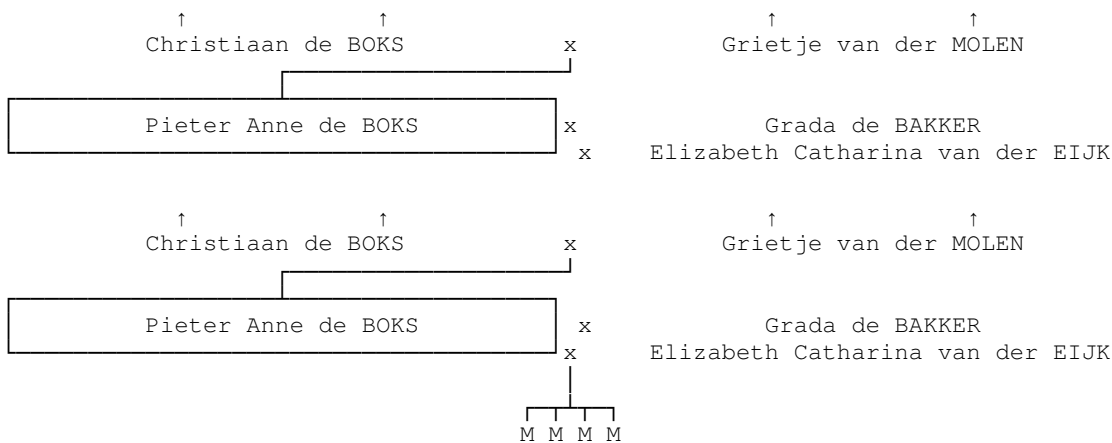 ↑ ↑ ↑ ↑
Christiaan de BOKS x Grietje van der MOLEN
Pieter Anne de BOKS x Grada de BAKKER
x Elizabeth Catharina van der EIJK
↑ ↑ ↑ ↑
Christiaan de BOKS x Grietje van der MOLEN
Pieter Anne de BOKS x Grada de BAKKER
x Elizabeth Catharina van der EIJK
M M M M